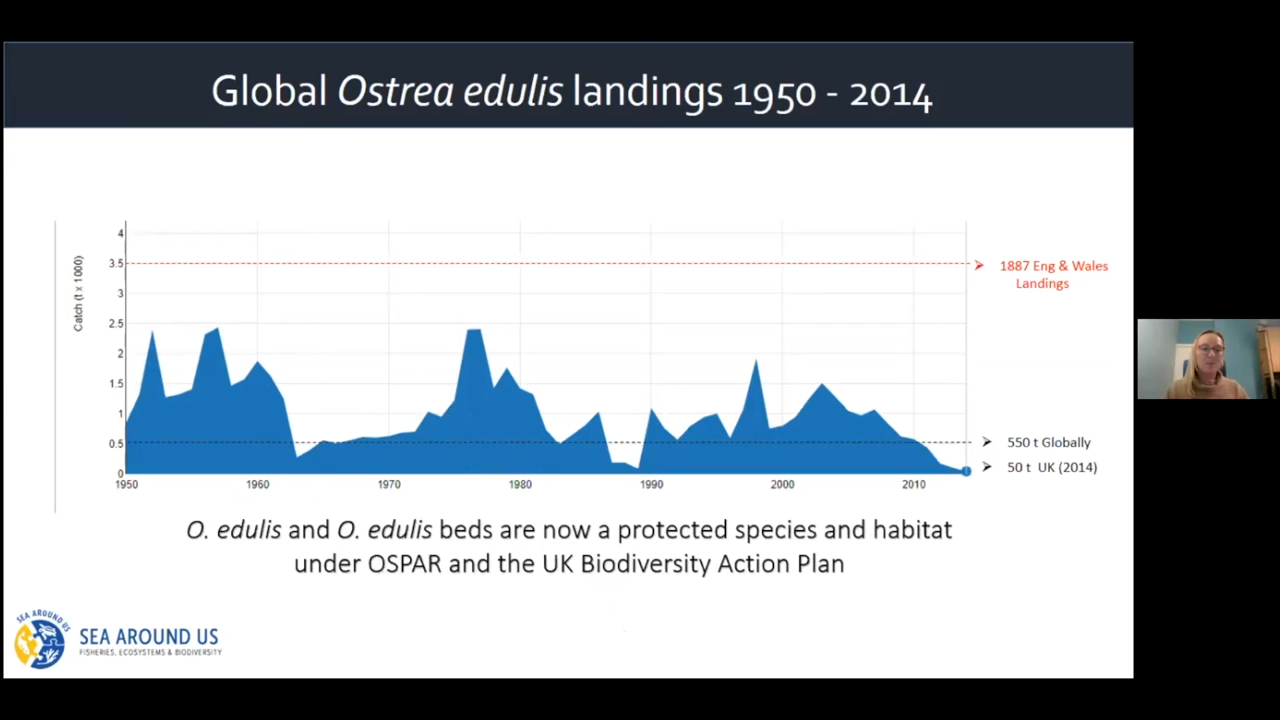 Global Ostrea edulis landings 1950 - 2014
Catch (t x 1000)
4
3.5
3
2.5
2
1.5
1
0.5
0
1950
1960
1970
1980
1990
2000
2010
1887 Eng & Wales
Landings
550 t Globally
50 t UK (2014)
O. edulis and O. edulis beds are now a protected species and habitat
under OSPAR and the UK Biodiversity Action Plan
SEA AROUND US
SEA AROUND US
FISHERIES, ECOSYSTEMS & BIODIVERSITY